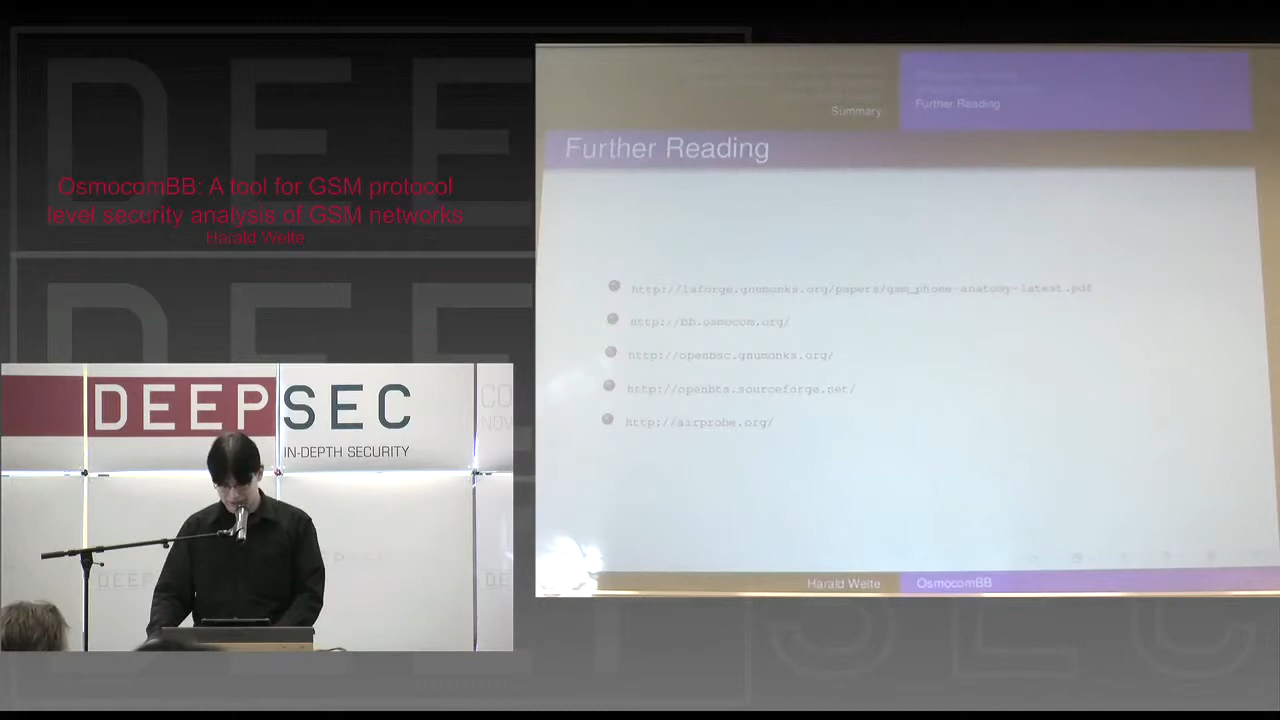 OsmocomBB: A tool for GSM protocol
level security analysis of GSM networks
Harald Welte
DEEPSEC
IN-DEPTH SECURITY
Summary
Further Reading
Further Reading
http://laforge.gnumonks.org/papers/gsm_phone-anatomy-latest.pdf
http://bb.osmocom.org/
http://openbsc.gnumonks.org/
http://openbts.sourceforge.net/
http://airprobe.org/
Harald Welte
OsmocomBB